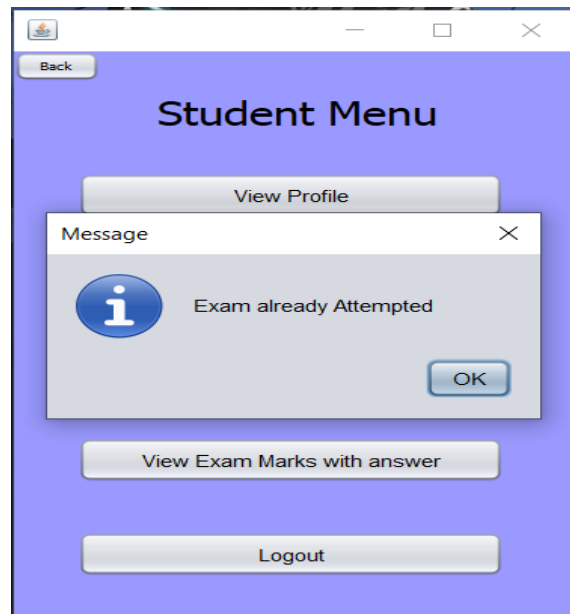 Back
Student Menu
View Profile
Message
Exam already Attempted
OK
View Exam Marks with answer
Logout